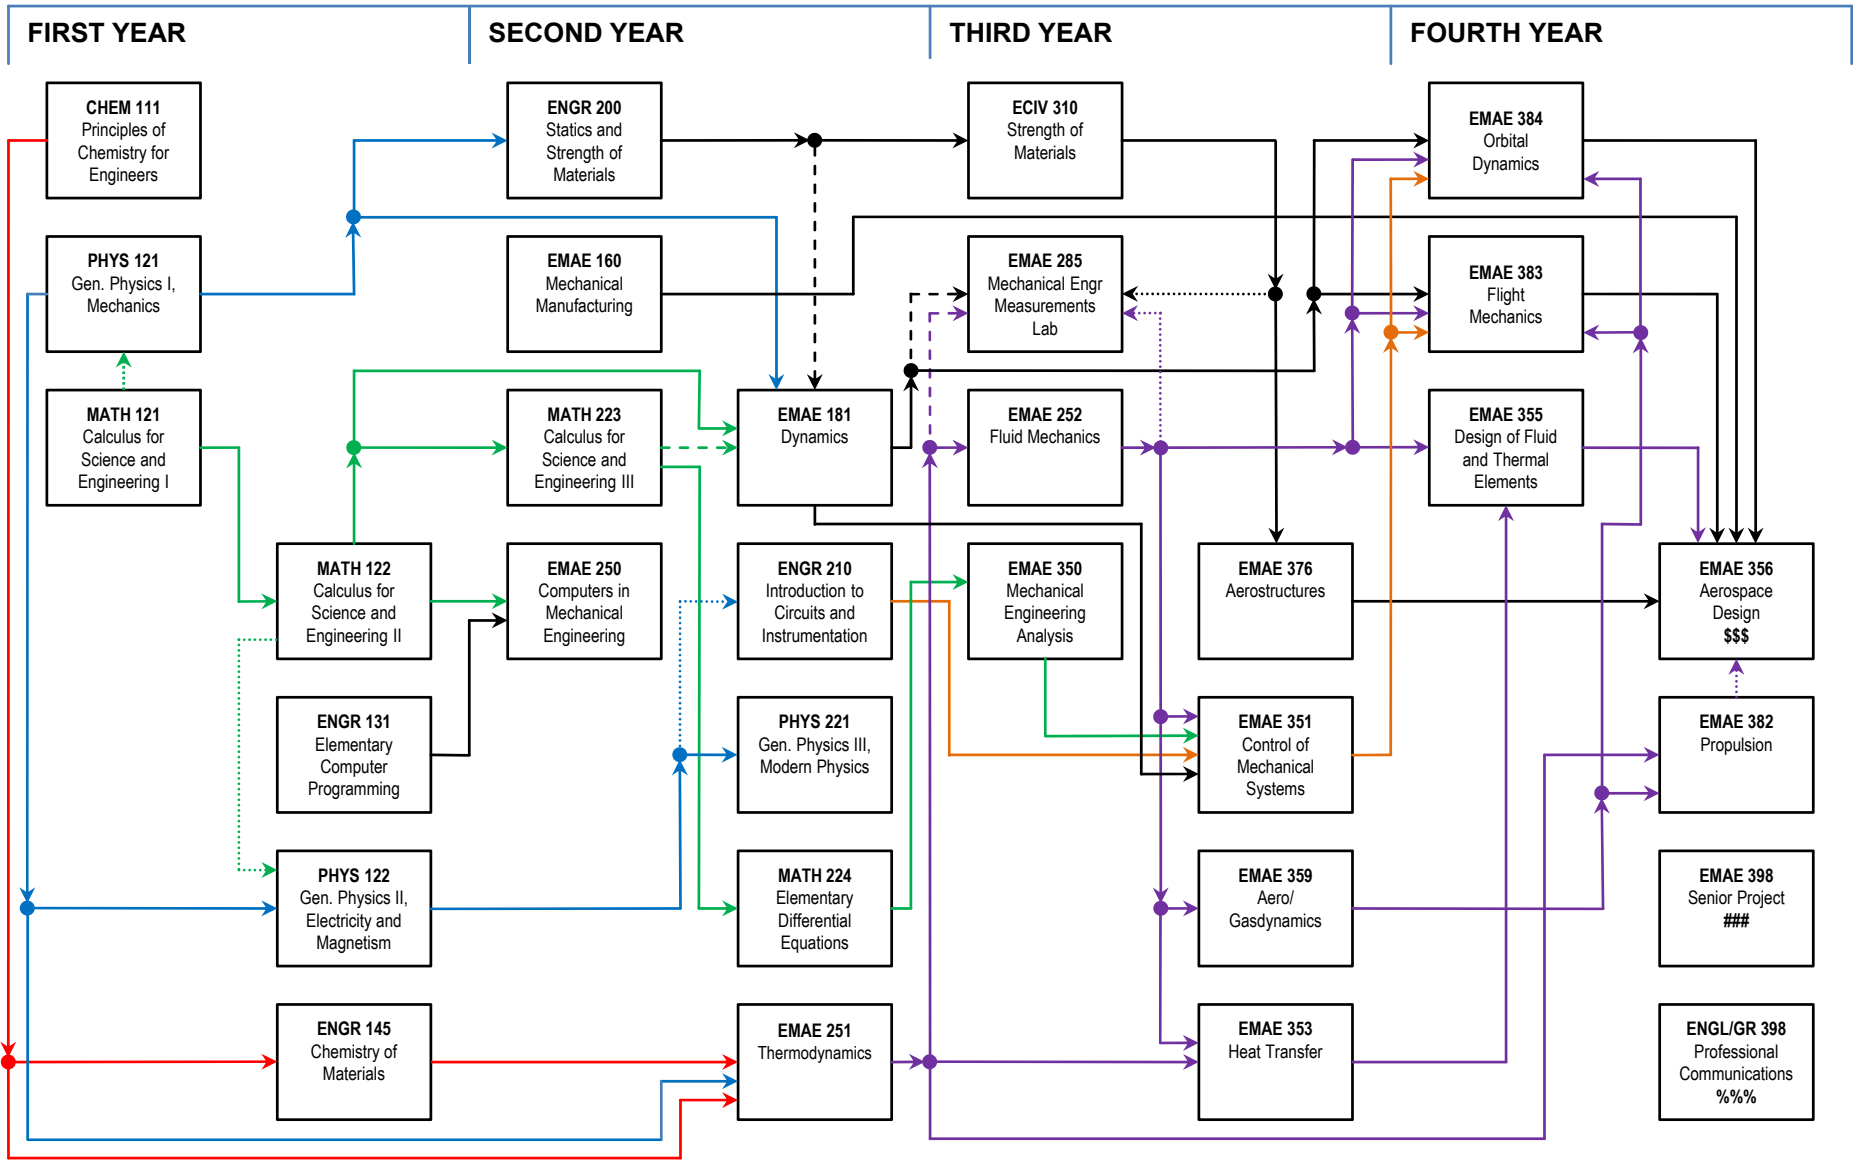 FIRST YEAR
SECOND YEAR
THIRD YEAR
FOURTH YEAR
CHEM 111
Principles of
Chemistry for
Engineers
PHYS 121
Gen. Physics I,
Mechanics
MATH 121
Calculus for
Science and
Engineering I
MATH 122
Calculus for
Science and
Engineering II
ENGR 131
Elementary
Computer
Programming
PHYS 122
Gen. Physics II,
Electricity and
Magnetism
ENGR 145
Chemistry of
Materials
ENGR 200
Statics and
Strength of
Materials
EMAE 160
Mechanical
Manufacturing
MATH 223
Calculus for
Science and
Engineering III
EMAE 250
Computers in
Mechanical
Engineering
EMAE 181
Dynamics
ENGR 210
Introduction to
Circuits and
Instrumentation
PHYS 221
Gen. Physics III,
Modern Physics
MATH 224
Elementary
Differential
Equations
EMAE 251
Thermodynamics
ECIV 310
Strength of
Materials
EMAE 285
Mechanical Engr
Measurements
Lab
EMAE 252
Fluid Mechanics
EMAE 350
Mechanical
Engineering
Analysis
EMAE 376
Aerostructures
EMAE 351
Control of
Mechanical
Systems
EMAE 359
Aero/
Gasdynamics
EMAE 353
Heat Transfer
EMAE 384
Orbital
Dynamics
EMAE 383
Flight
Mechanics
EMAE 355
Design of Fluid
and Thermal
Elements
EMAE 356
Aerospace
Design
$$$
EMAE 382
Propulsion
EMAE 398
Senior Project
###
ENGL/GR 398
Professional
Communications
%%%